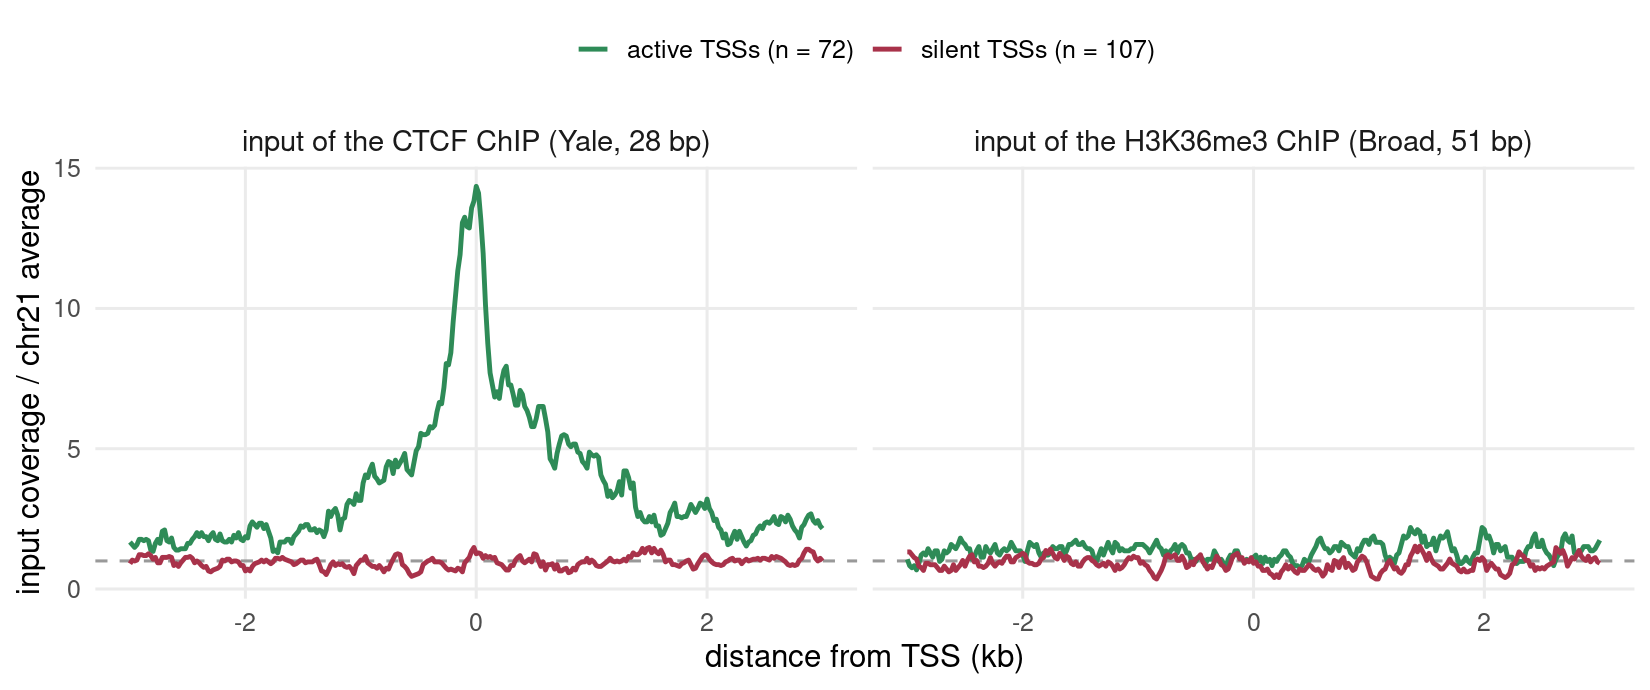 active TSSs (n = 72)
silent TSSs (n = 107)
input of the CTCF ChIP (Yale, 28 bp)
input of the H3K36me3 ChIP (Broad, 51 bp)
input coverage / chr21 average
15
10
5
0
-2
0
2
-2
0
2
distance from TSS (kb)